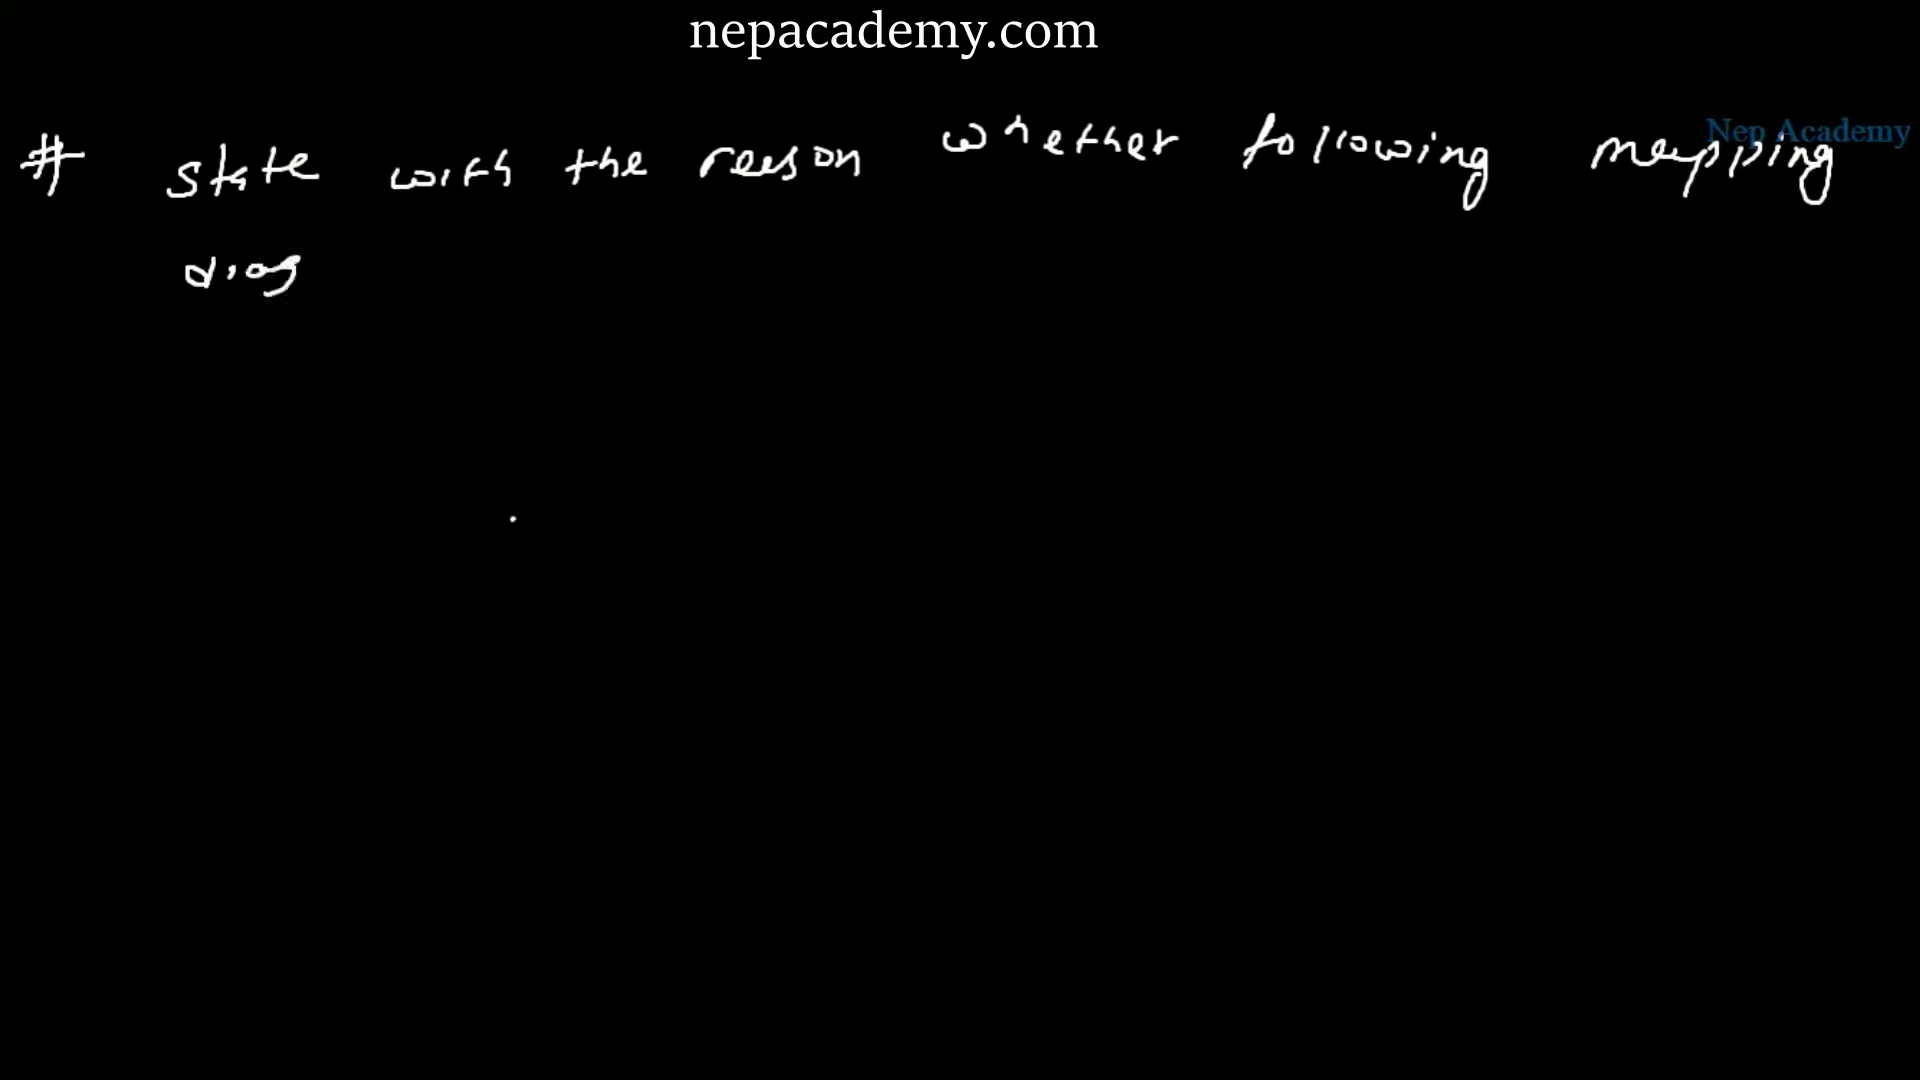 nepacademy.com
# state with the reason whether following mapping
Nep Academy
diag